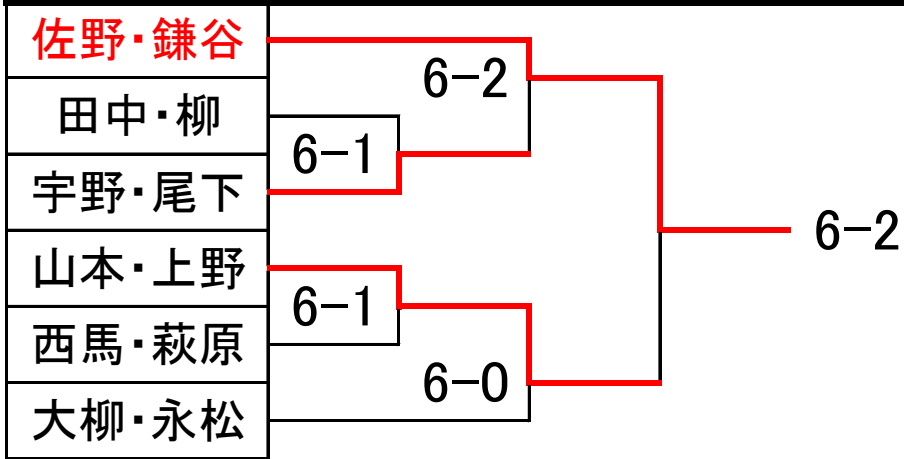 佐野・鎌谷
6-2
田中・柳
6-1
宇野・尾下
6-2
山本・上野
6-1
西馬・萩原
6-0
大柳・永松